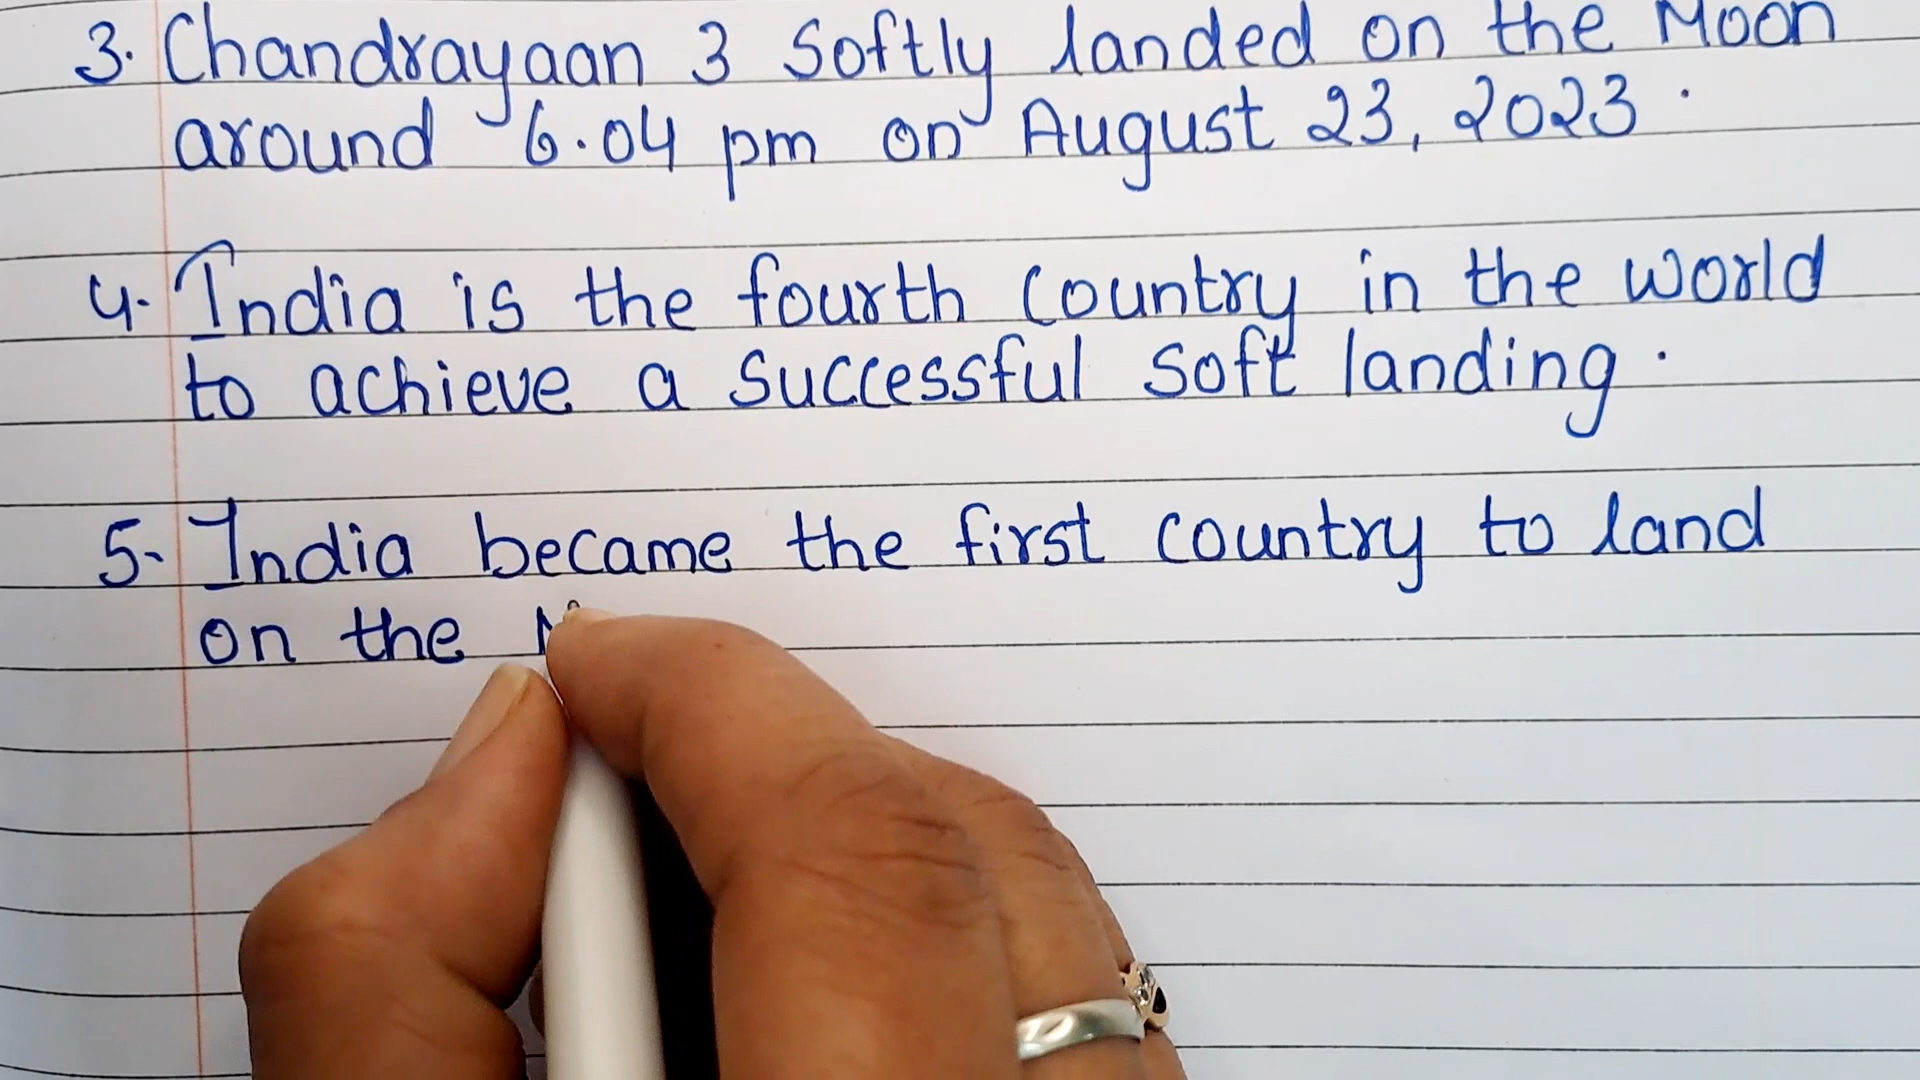 3. Chandrayaan 3 Softly landed on the Moon
around 6.04 pm on August 23, 2023.
4. India is the fourth country in the world
to achieve a successful soft landing.
5. India became the first country to land
on the